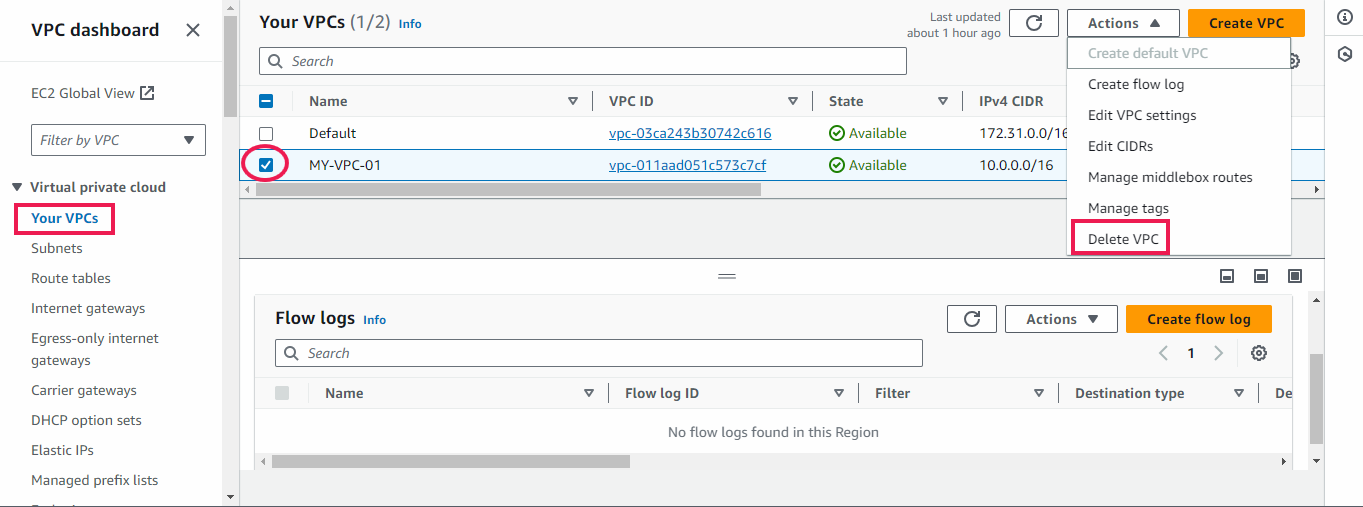 VPC dashboard
EC2 Global View
Filter by VPC
Virtual private cloud
Your VPCs
Subnets
Route tables
Internet gateways
Egress-only internet
gateways
Carrier gateways
DHCP option sets
Elastic IPs
Managed prefix lists
Your VPCs (1/2) Info
Last updated
about 1 hour ago
Actions
Create VPC
Search
Create default VPC
Create flow log
Edit VPC settings
Edit CIDRs
Manage middlebox routes
Manage tags
Delete VPC
Name VPC ID State IPv4 CIDR
Default vpc-03ca243b30742c616 Available 172.31.0.0/16
MY-VPC-01 vpc-011aad051c573c7cf Available 10.0.0.0/16
Flow logs Info
Actions
Create flow log
Search
1
Name Flow log ID Filter Destination type De
No flow logs found in this Region